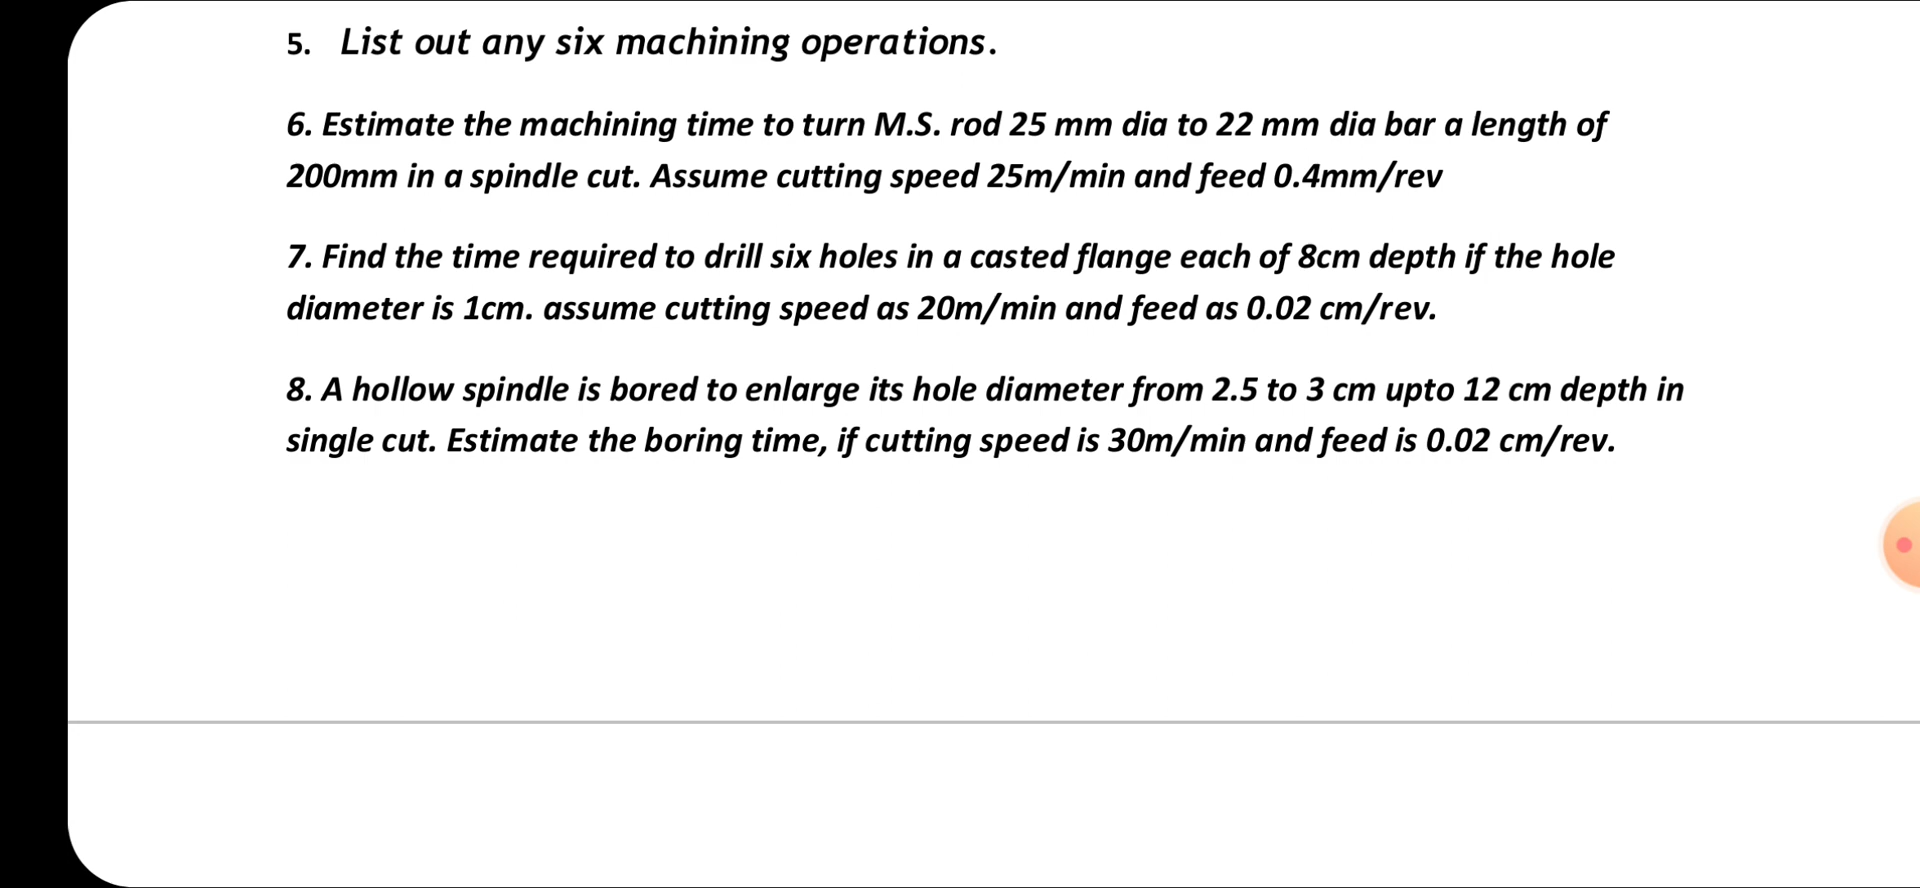 5. List out any six machining operations.
6. Estimate the machining time to turn M.S. rod 25 mm dia to 22 mm dia bar a length of
200mm in a spindle cut. Assume cutting speed 25m/min and feed 0.4mm/rev
7. Find the time required to drill six holes in a casted flange each of 8cm depth if the hole
diameter is 1cm. assume cutting speed as 20m/min and feed as 0.02 cm/rev.
8. A hollow spindle is bored to enlarge its hole diameter from 2.5 to 3 cm upto 12 cm depth in
single cut. Estimate the boring time, if cutting speed is 30m/min and feed is 0.02 cm/rev.